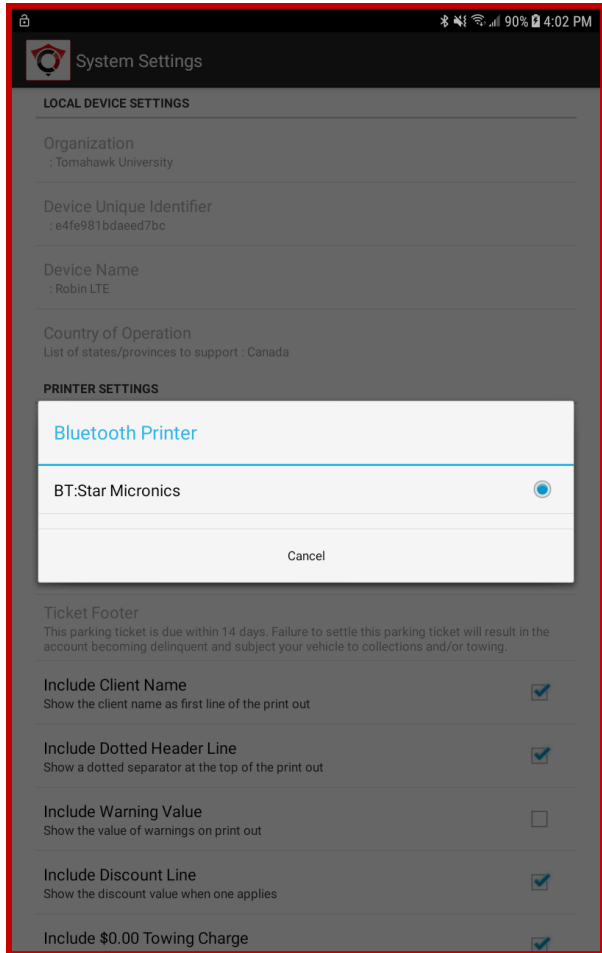 90% 4:02 PM
System Settings
LOCAL DEVICE SETTINGS
Organization
: Tomahawk University
Device Unique Identifier
: e4fe981bdaeed7bc
Device Name
: Robin LTE
Country of Operation
List of states/provinces to support : Canada
PRINTER SETTINGS
Bluetooth Printer
BT:Star Micronics
Cancel
Ticket Footer
This parking ticket is due within 14 days. Failure to settle this parking ticket will result in the
account becoming delinquent and subject your vehicle to collections and/or towing.
Include Client Name
Show the client name as first line of the print out
Include Dotted Header Line
Show a dotted separator at the top of the print out
Include Warning Value
Show the value of warnings on print out
Include Discount Line
Show the discount value when one applies
Include $0.00 Towing Charge